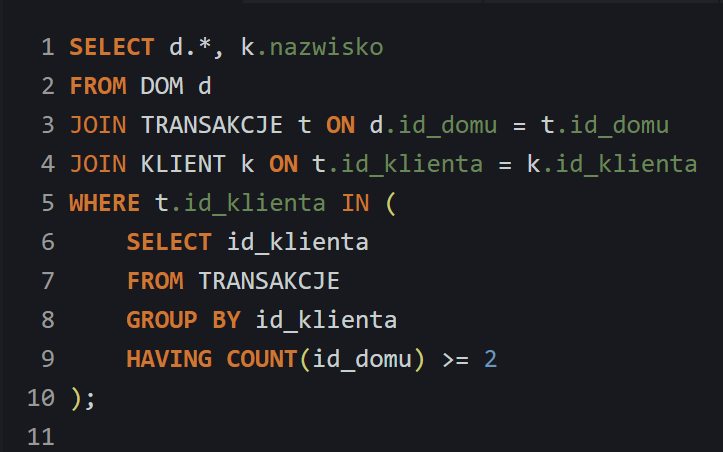 1 SELECT d.*, k.nazwisko
2 FROM DOM d
3 JOIN TRANSAKCJE t ON d.id_domu = t.id_domu
4 JOIN KLIENT k ON t.id_klienta = k.id_klienta
5 WHERE t.id_klienta IN (
6     SELECT id_klienta
7     FROM TRANSAKCJE
8     GROUP BY id_klienta
9     HAVING COUNT(id_domu) >= 2
10 );
11